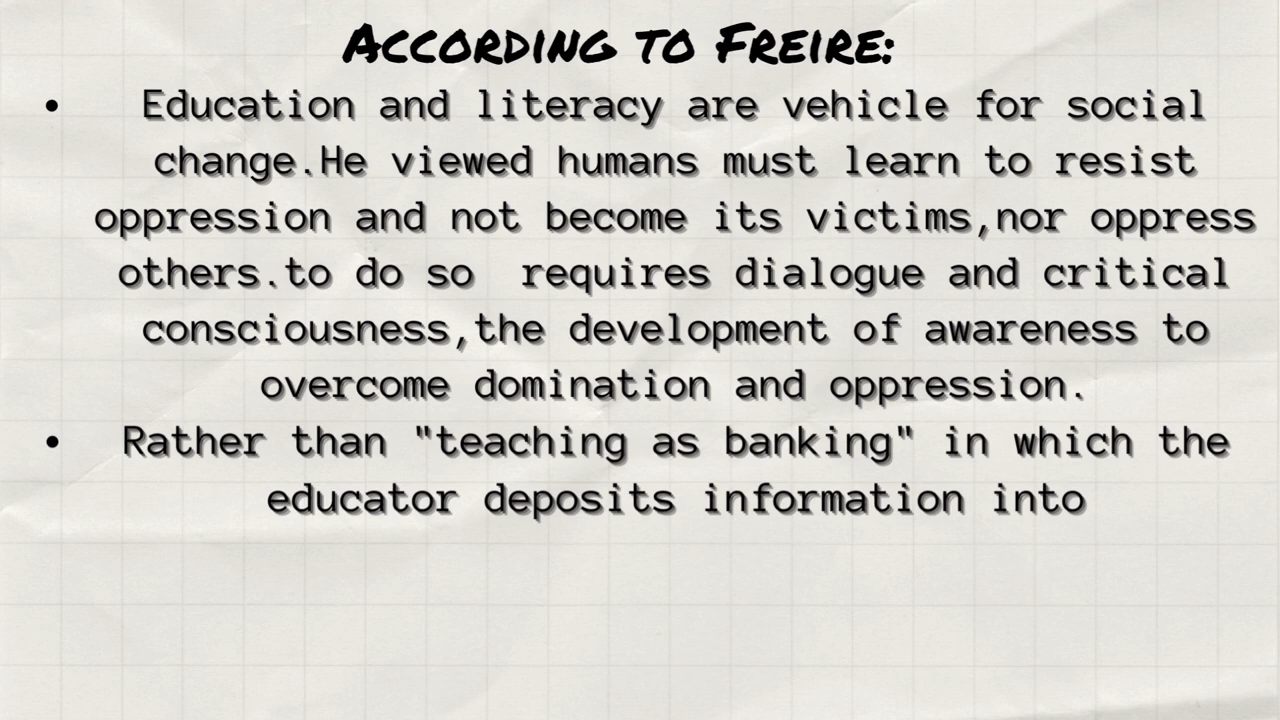 According to Freire:
• Education and literacy are vehicle for social
change.He viewed humans must learn to resist
oppression and not become its victims,nor oppress
others.to do so  requires dialogue and critical
consciousness,the development of awareness to
overcome domination and oppression.
• Rather than "teaching as banking" in which the
educator deposits information into